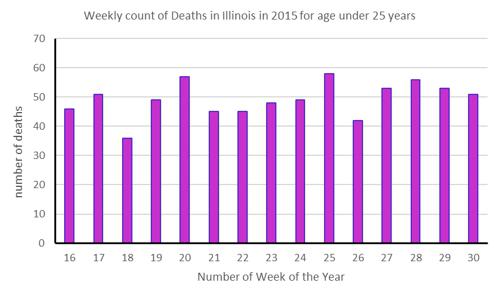 Weekly count of Deaths in Illinois in 2015 for age under 25 years
number of deaths
70
60
50
40
30
20
10
0
16 17 18 19 20 21 22 23 24 25 26 27 28 29 30
Number of Week of the Year